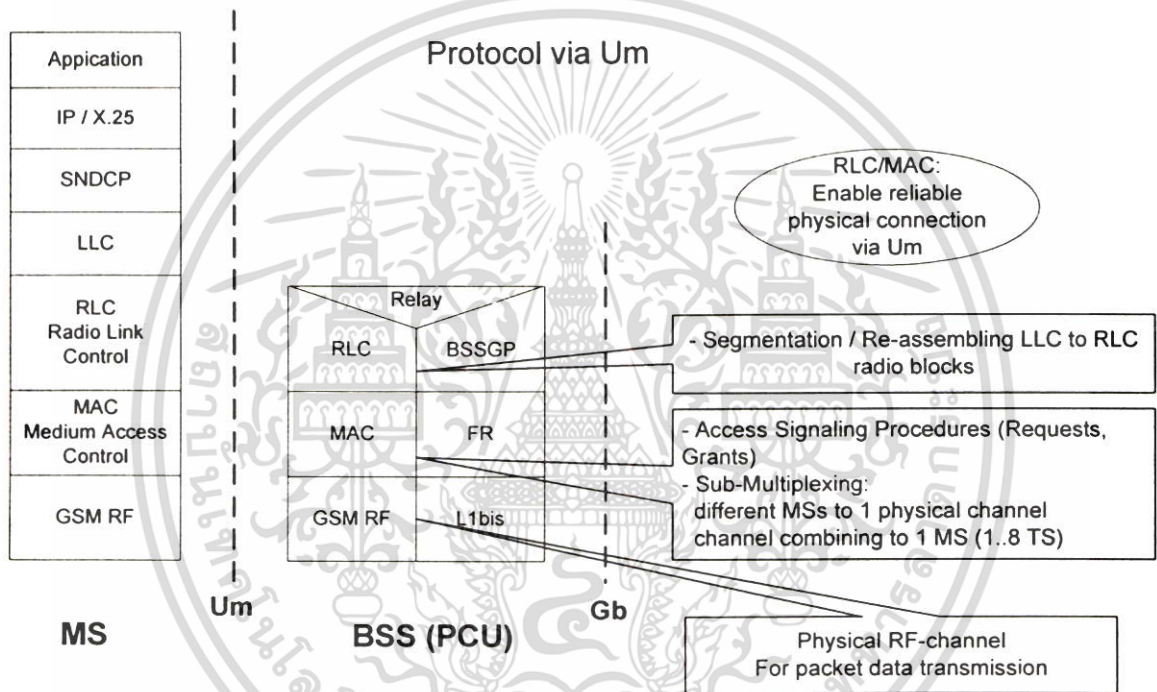 Protocol via Um
Appication
IP / X.25
SNDCP
LLC
RLC
Radio Link
Control
MAC
Medium Access
Control
GSM RF
MS
Um
Relay
RLC
BSSGP
MAC
FR
GSM RF
L1bis
BSS (PCU)
Gb
RLC/MAC:
Enable reliable
physical connection
via Um
- Segmentation / Re-assembling LLC to RLC
radio blocks
- Access Signaling Procedures (Requests,
Grants)
- Sub-Multiplexing:
different MSs to 1 physical channel
channel combining to 1 MS (1..8 TS)
Physical RF-channel
For packet data transmission